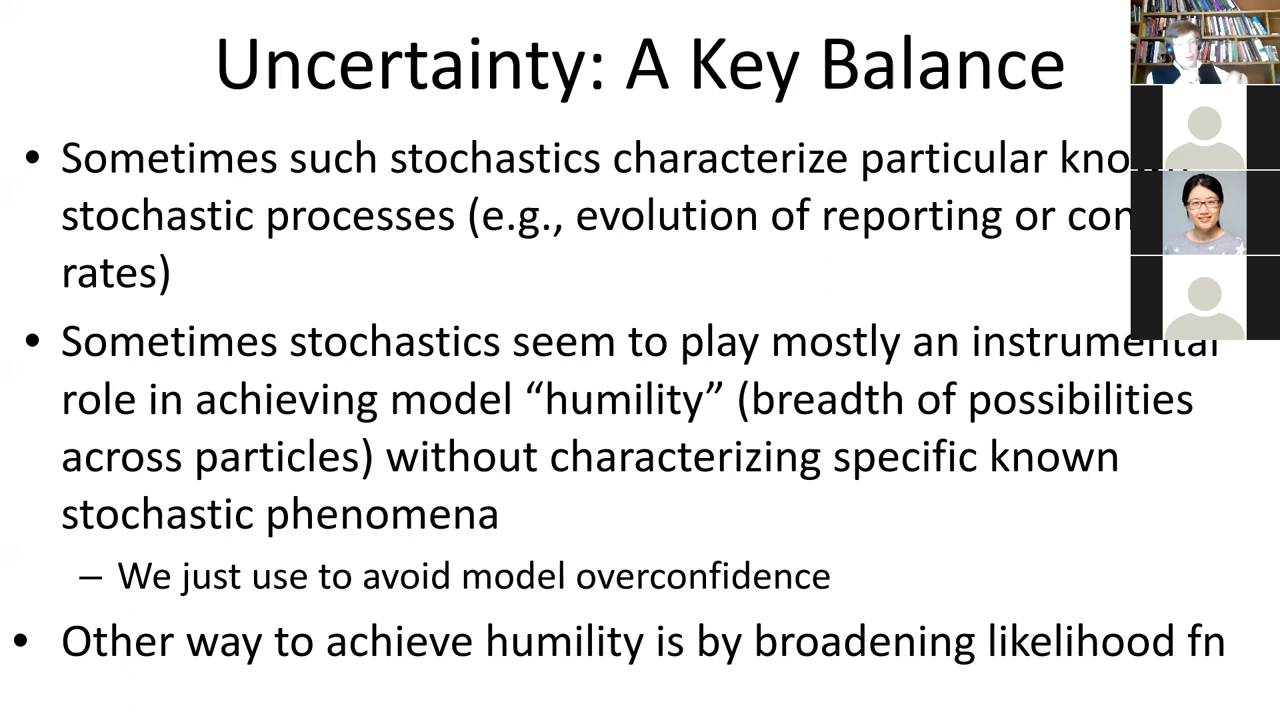 Uncertainty: A Key Balance
• Sometimes such stochastics characterize particular
stochastic processes (e.g., evolution of reporting or
rates)
• Sometimes stochastics seem to play mostly an instrumental
role in achieving model “humility” (breadth of possibilities
across particles) without characterizing specific known
stochastic phenomena
– We just use to avoid model overconfidence
• Other way to achieve humility is by broadening likelihood fn